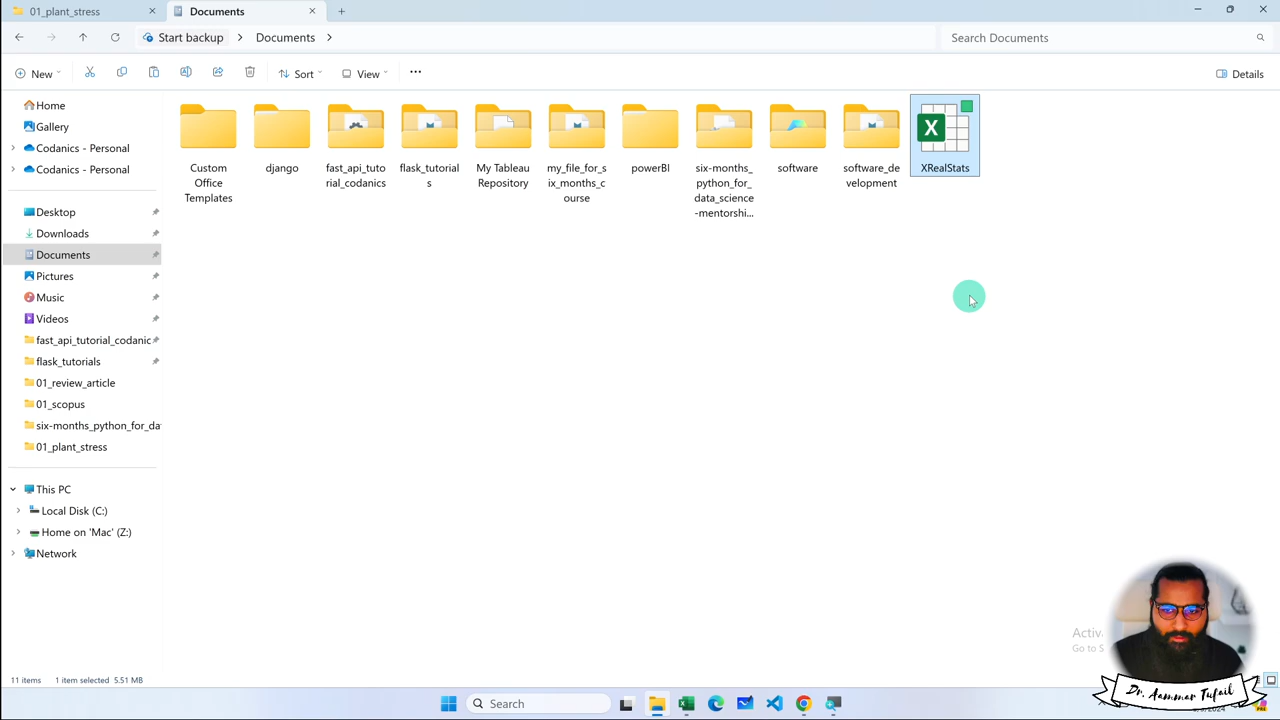 01_plant_stress
Documents
Start backup
Documents
Search Documents
New
Sort
View
Details
Home
Gallery
Codanics - Personal
Codanics - Personal
Desktop
Downloads
Documents
Pictures
Music
Videos
fast_api_tutorial_codanic
flask_tutorials
01_review_article
01_scopus
six-months_python_for_da
01_plant_stress
This PC
Local Disk (C:)
Home on 'Mac' (Z:)
Network
Custom
Office
Templates
django
fast_api_tuto
rial_codanics
flask_tutorial
s
My Tableau
Repository
my_file_for_s
ix_months_c
ourse
powerBI
six-months_
python_for_
data_science
-mentorshi...
software
software_de
velopment
X
XRealStats
11 items
1 item selected 5.51 MB
Activ
Go to S
Dr. Aammar Tufail
Search